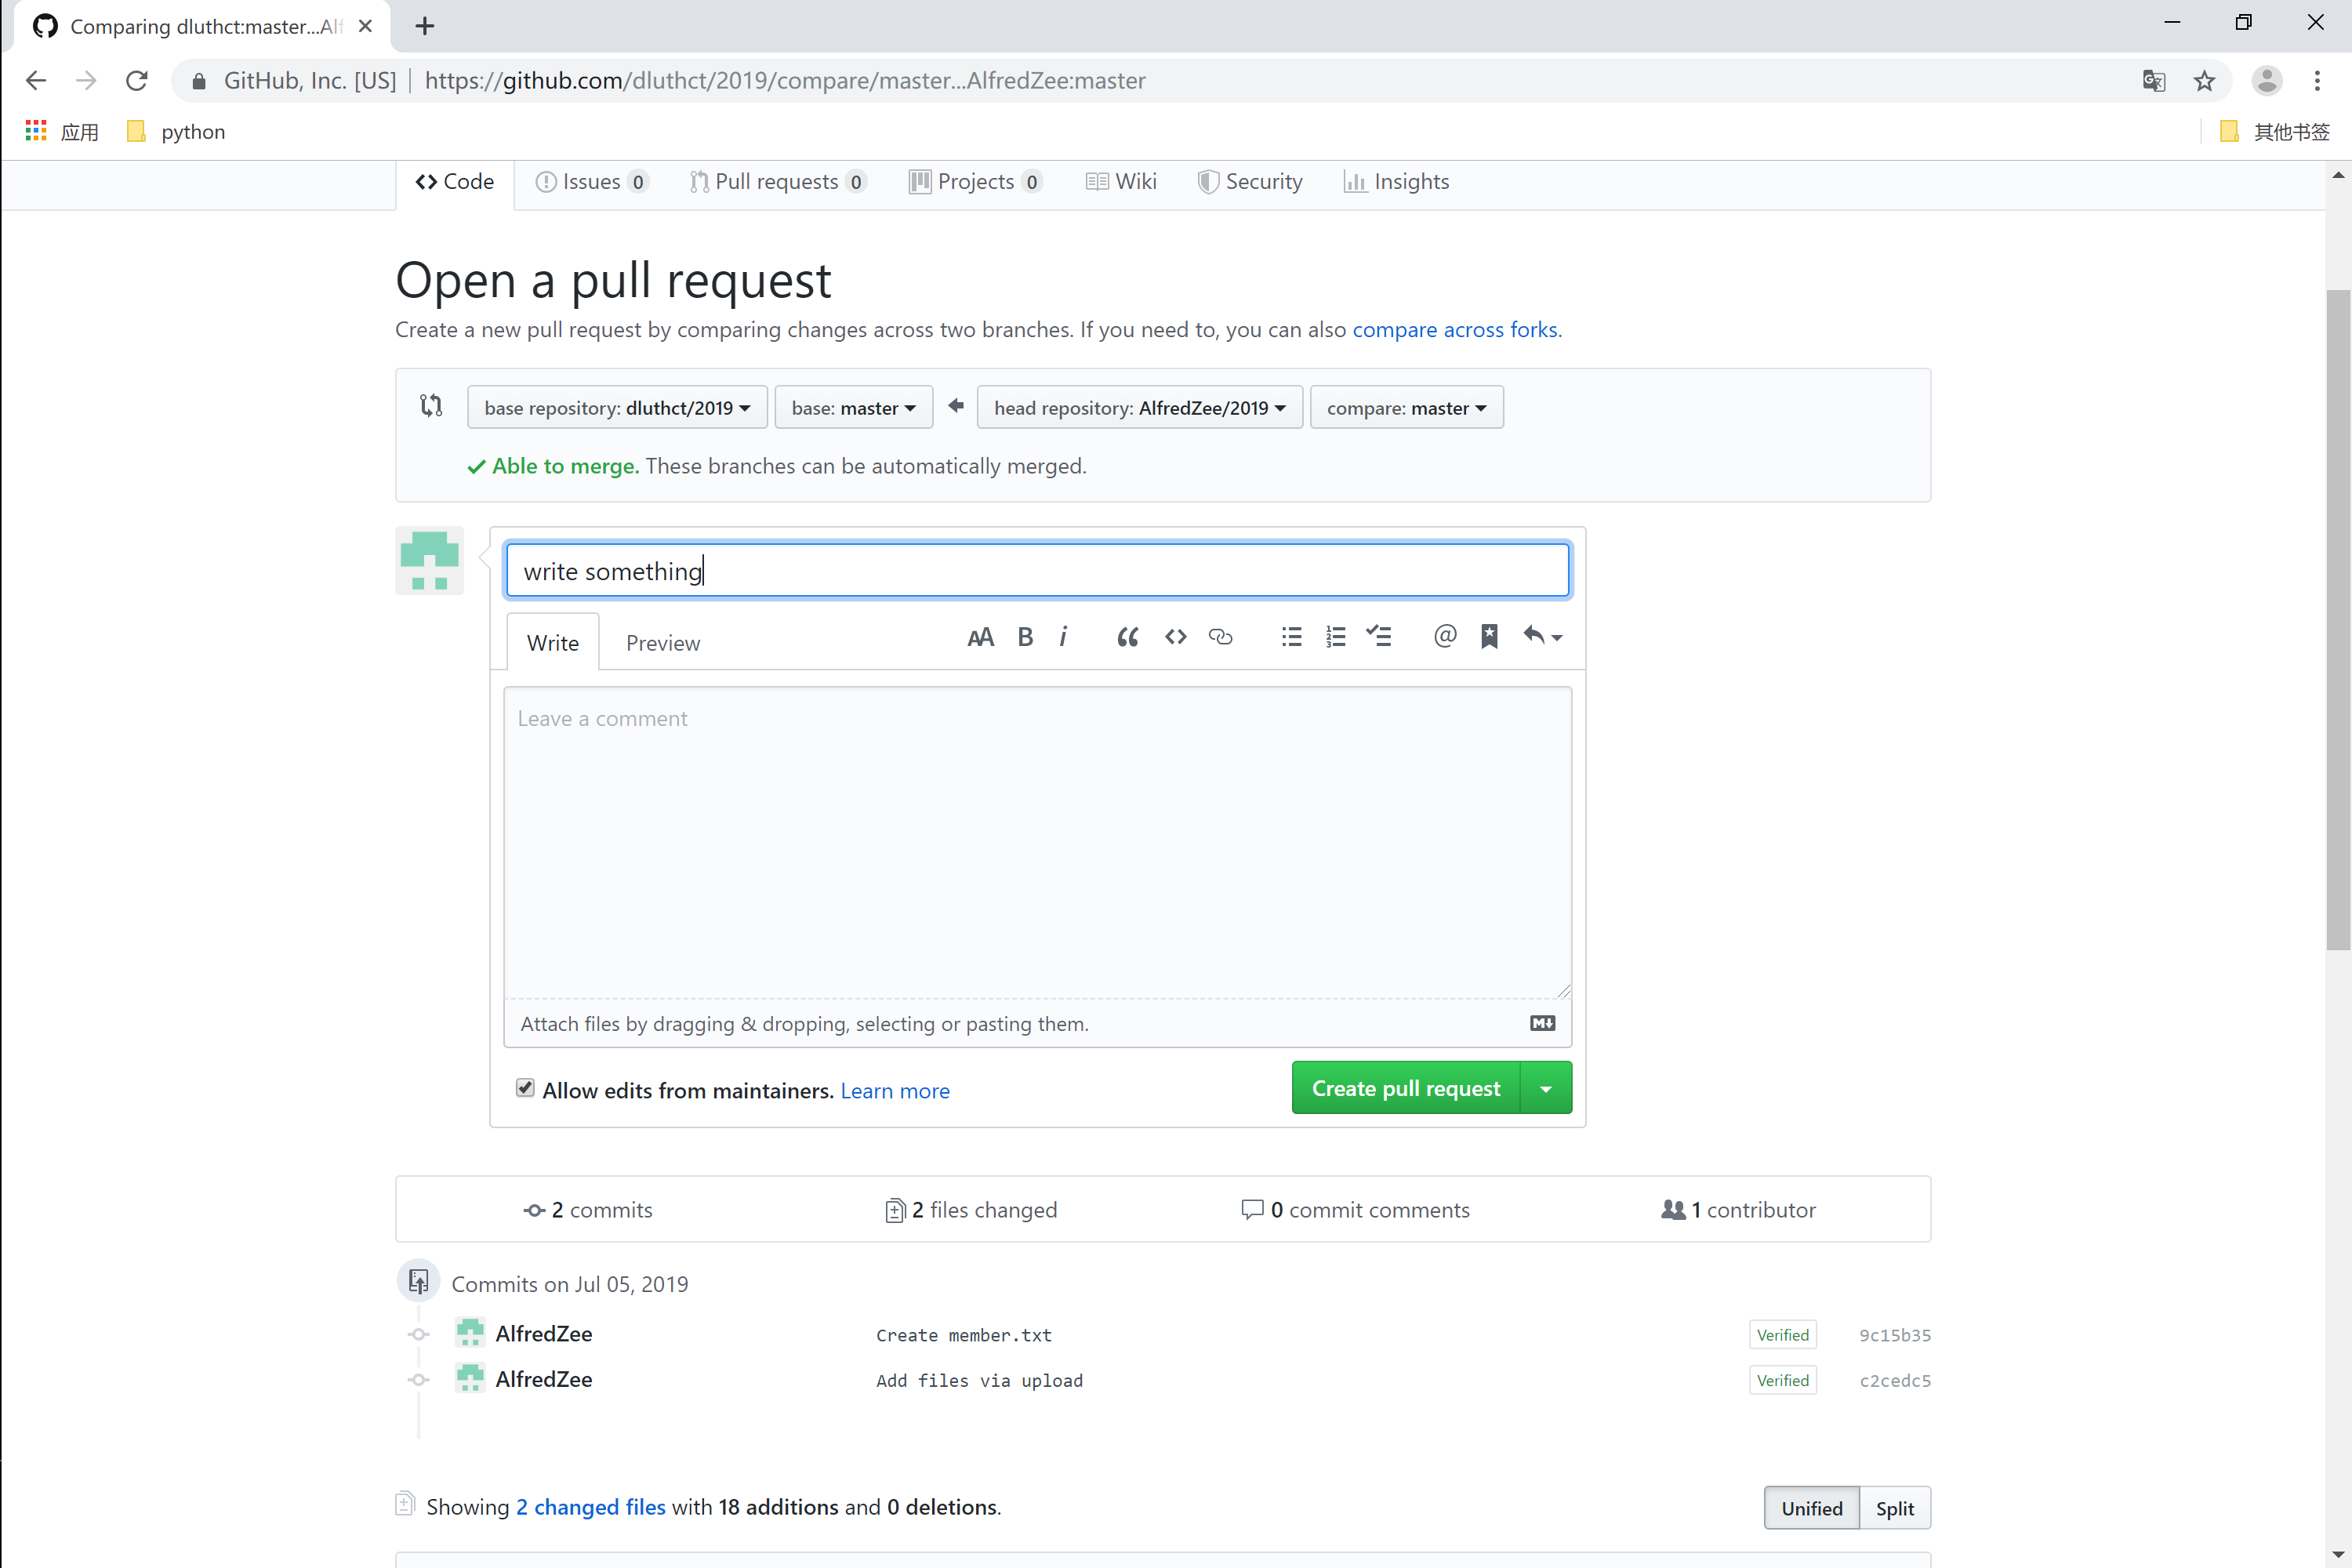 Comparing dluthct:master...Alf
GitHub, Inc. [US] https://github.com/dluthct/2019/compare/master...AlfredZee:master
应用 python 其他书签
Code Issues 0 Pull requests 0 Projects 0 Wiki Security Insights
Open a pull request
Create a new pull request by comparing changes across two branches. If you need to, you can also compare across forks.
base repository: dluthct/2019 base: master head repository: AlfredZee/2019 compare: master
Able to merge. These branches can be automatically merged.
write something
Write Preview AA B i
Leave a comment
Attach files by dragging & dropping, selecting or pasting them.
Allow edits from maintainers. Learn more Create pull request
2 commits 2 files changed 0 commit comments 1 contributor
Commits on Jul 05, 2019
AlfredZee Create member.txt Verified 9c15b35
AlfredZee Add files via upload Verified c2cedc5
Showing 2 changed files with 18 additions and 0 deletions. Unified Split